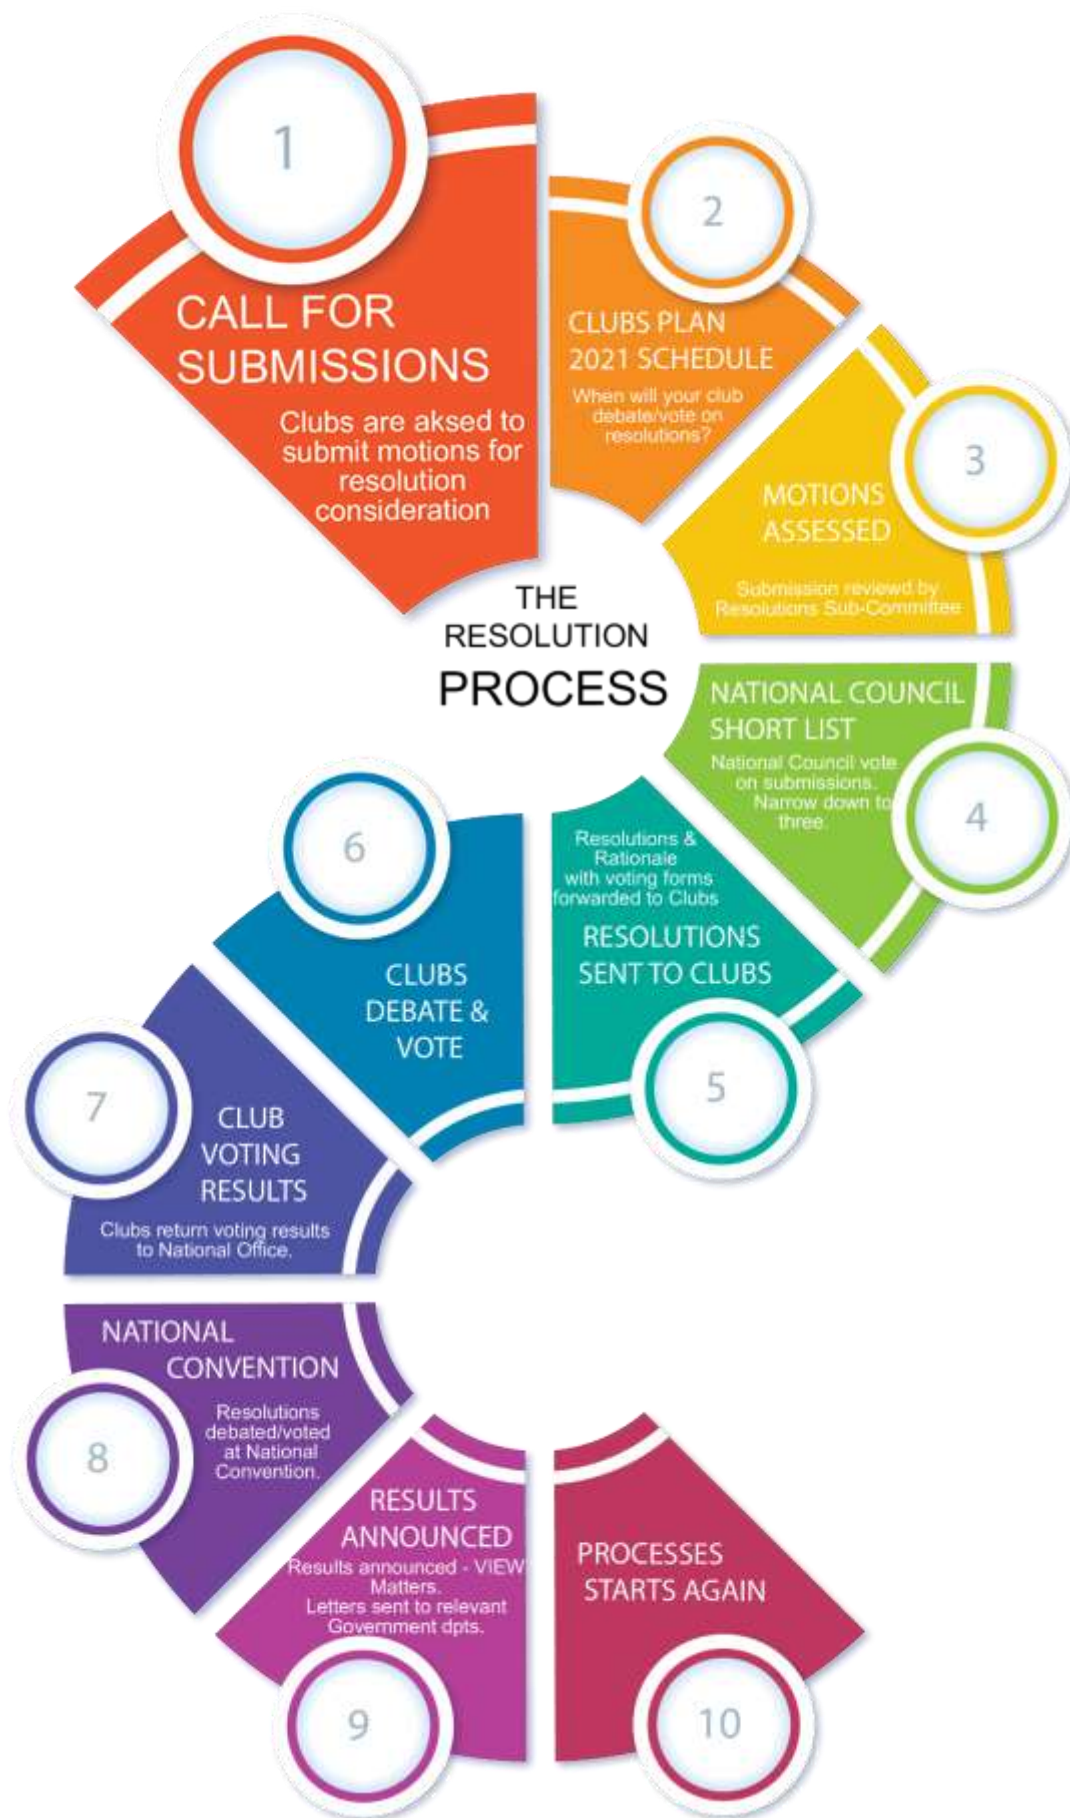 1
CALL FOR
SUBMISSIONS
Clubs are aksed to
submit motions for
resolution
consideration
2
CLUBS PLAN
2021 SCHEDULE
When will your club
debate/vote on
resolutions?
3
MOTIONS
ASSESSED
Submission reviewd by
Resolutions Sub-Committee
THE
RESOLUTION
PROCESS
NATIONAL COUNCIL
SHORT LIST
National Council vote
on submissions.
Narrow down to
three.
4
Resolutions &
Rationale
with voting forms
forwarded to Clubs
RESOLUTIONS
SENT TO CLUBS
5
6
CLUBS
DEBATE &
VOTE
7
CLUB
VOTING
RESULTS
Clubs return voting results
to National Office.
NATIONAL
CONVENTION
Resolutions
debated/voted
at National
Convention.
8
RESULTS
ANNOUNCED
Results announced - VIEW
Matters.
Letters sent to relevant
Government dpts.
9
PROCESSES
STARTS AGAIN
10